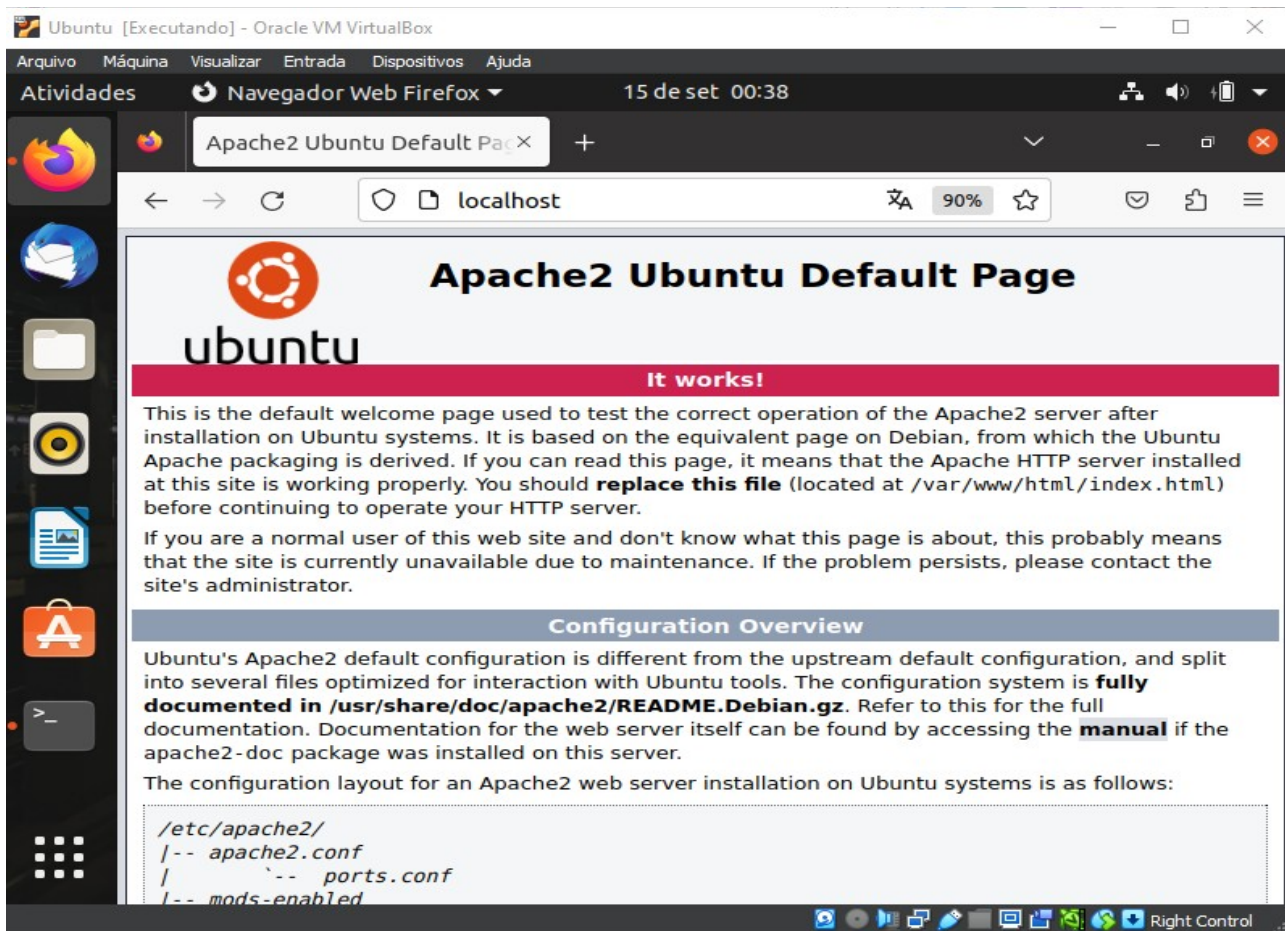 Ubuntu [Executando] - Oracle VM VirtualBox
Arquivo Máquina Visualizar Entrada Dispositivos Ajuda
Atividades Navegador Web Firefox 15 de set 00:38
Apache2 Ubuntu Default Pag
localhost 90%
ubuntu
Apache2 Ubuntu Default Page
It works!
This is the default welcome page used to test the correct operation of the Apache2 server after
installation on Ubuntu systems. It is based on the equivalent page on Debian, from which the Ubuntu
Apache packaging is derived. If you can read this page, it means that the Apache HTTP server installed
at this site is working properly. You should replace this file (located at /var/www/html/index.html)
before continuing to operate your HTTP server.
If you are a normal user of this web site and don't know what this page is about, this probably means
that the site is currently unavailable due to maintenance. If the problem persists, please contact the
site's administrator.
Configuration Overview
Ubuntu's Apache2 default configuration is different from the upstream default configuration, and split
into several files optimized for interaction with Ubuntu tools. The configuration system is fully
documented in /usr/share/doc/apache2/README.Debian.gz. Refer to this for the full
documentation. Documentation for the web server itself can be found by accessing the manual if the
apache2-doc package was installed on this server.
The configuration layout for an Apache2 web server installation on Ubuntu systems is as follows:
/etc/apache2/
|-- apache2.conf
|       `--  ports.conf
|-- mods-enabled
Right Control